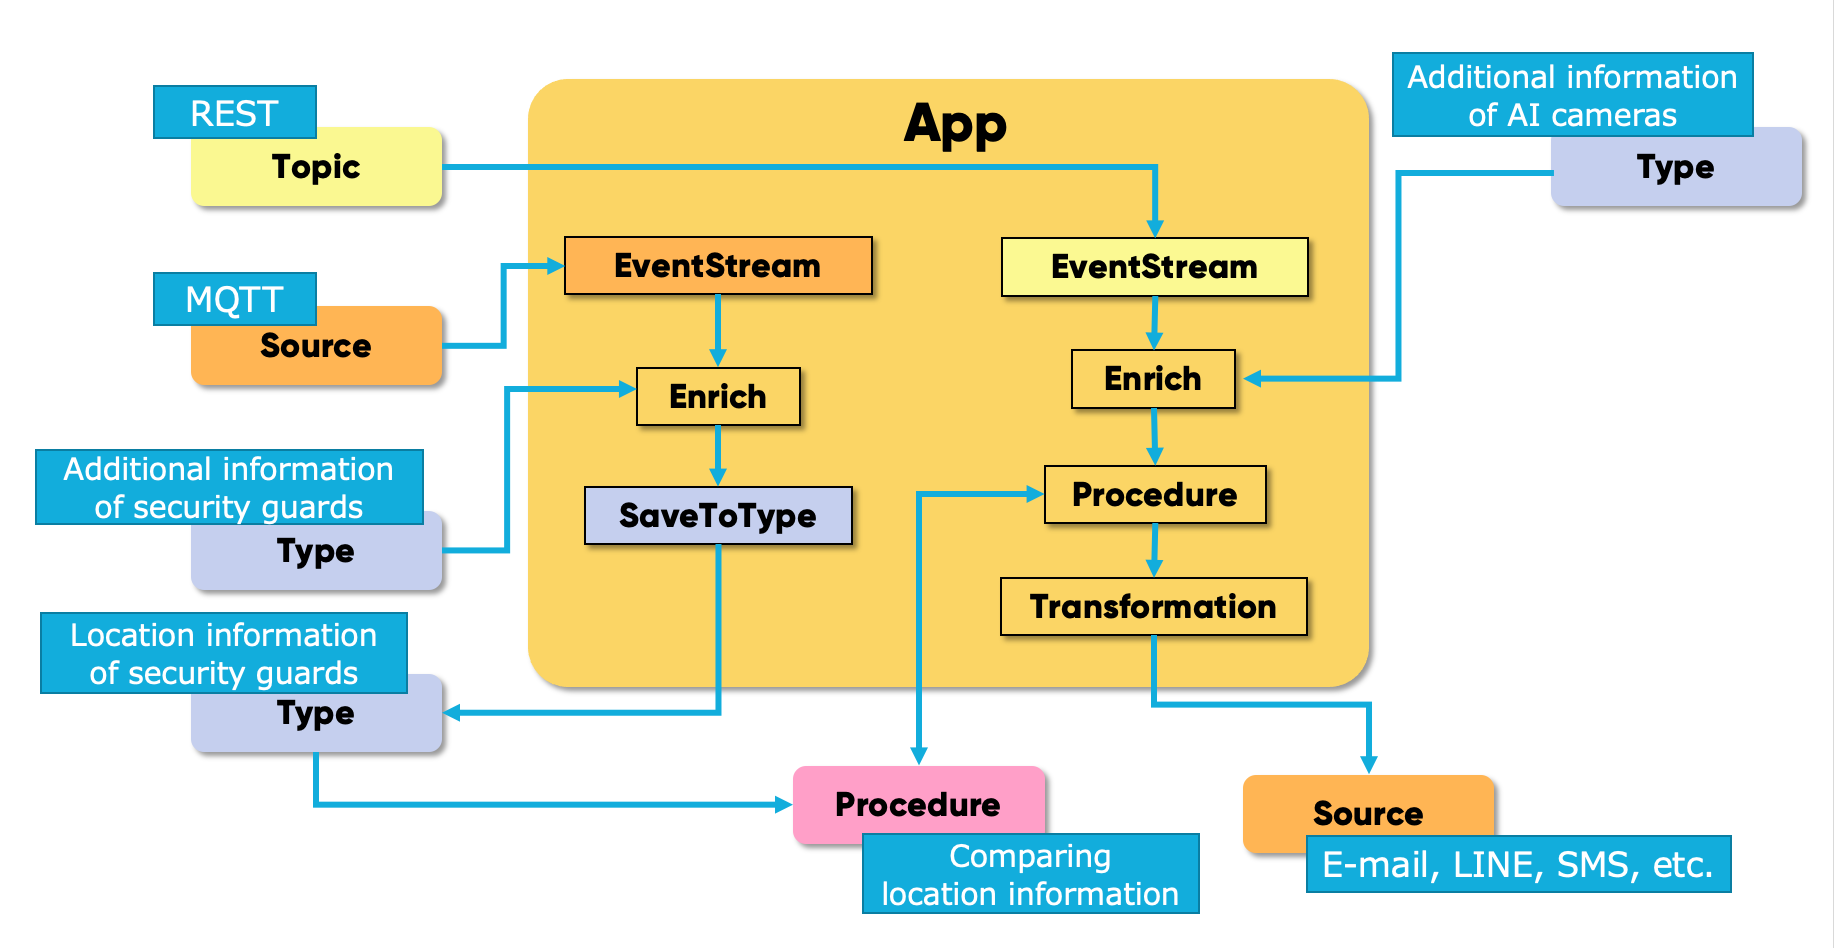 App
REST
Topic
Additional information
of AI cameras
Type
MQTT
Source
EventStream
EventStream
Enrich
Enrich
Additional information
of security guards
Type
SaveToType
Procedure
Location information
of security guards
Type
Transformation
Procedure
Comparing
location information
Source
E-mail, LINE, SMS, etc.